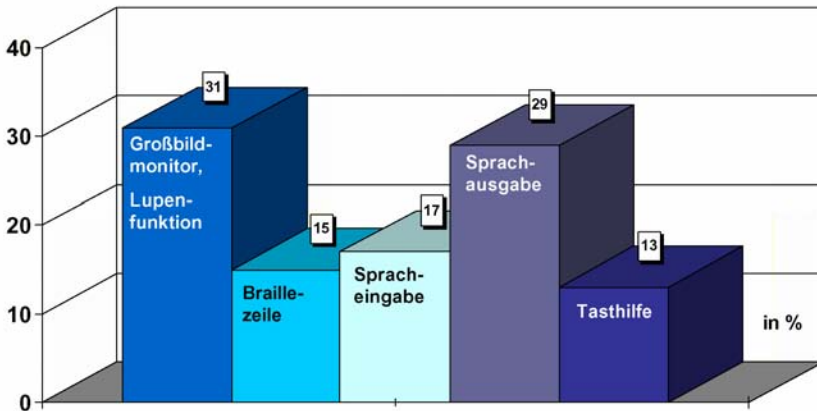 40
30
20
10
0
31
15
17
29
13
Großbild-
monitor,
Lupen-
funktion
Braille-
zeile
Sprach-
eingabe
Sprach-
ausgabe
Tasthilfe
in %